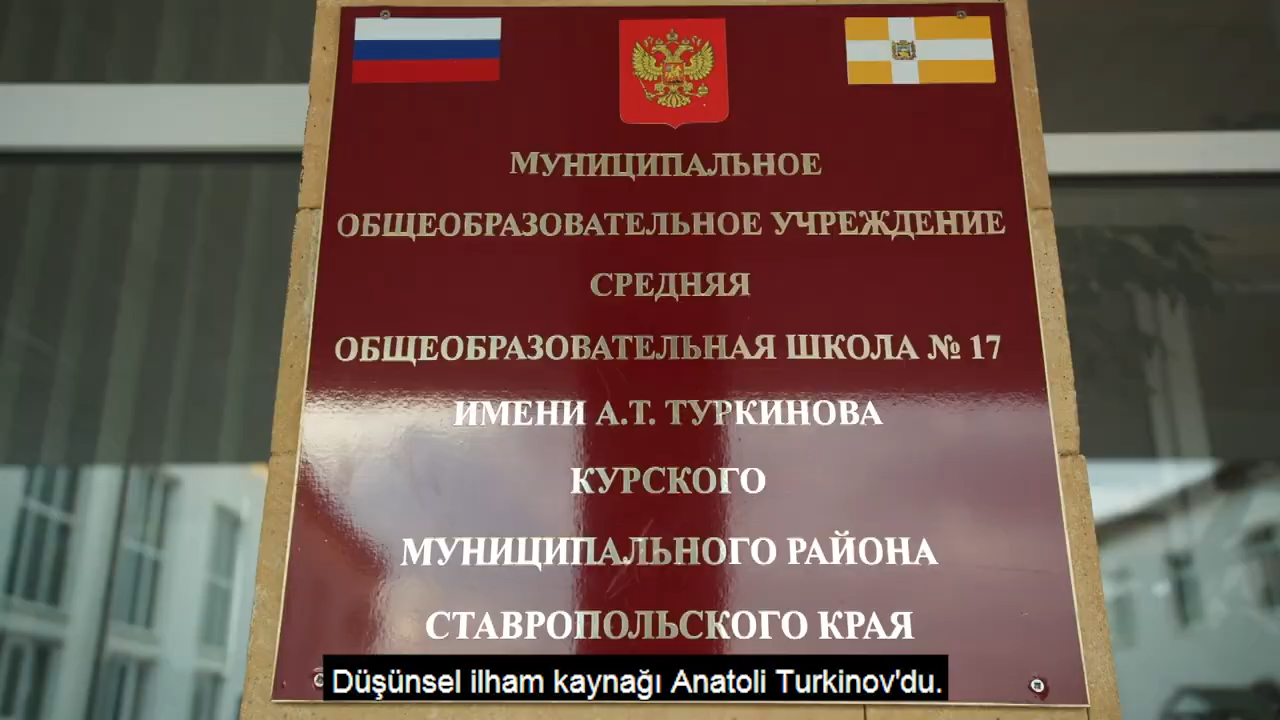 МУНИЦИПАЛЬНОЕ
ОБЩЕОБРАЗОВАТЕЛЬНОЕ УЧРЕЖДЕНИЕ
СРЕДНЯЯ
ОБЩЕОБРАЗОВАТЕЛЬНАЯ ШКОЛА № 17
ИМЕНИ А.Т. ТУРКИНОВА
КУРСКОГО
МУНИЦИПАЛЬНОГО РАЙОНА
СТАВРОПОЛЬСКОГО КРАЯ
Düşünsel ilham kaynağı Anatoli Turkinov'du.